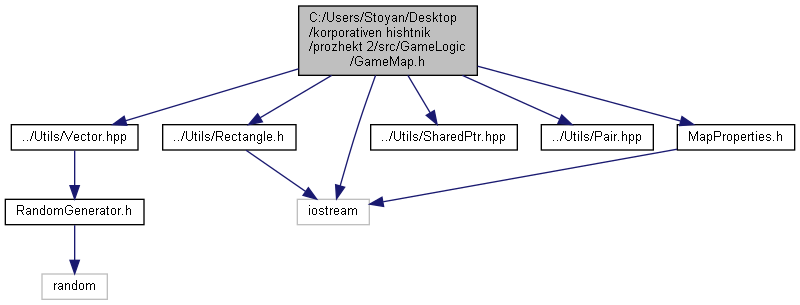 C:/Users/Stoyan/Desktop
/korporativen hishtnik
/prozhekt 2/src/GameLogic
/GameMap.h
../Utils/Vector.hpp
../Utils/Rectangle.h
../Utils/SharedPtr.hpp
../Utils/Pair.hpp
MapProperties.h
RandomGenerator.h
iostream
random